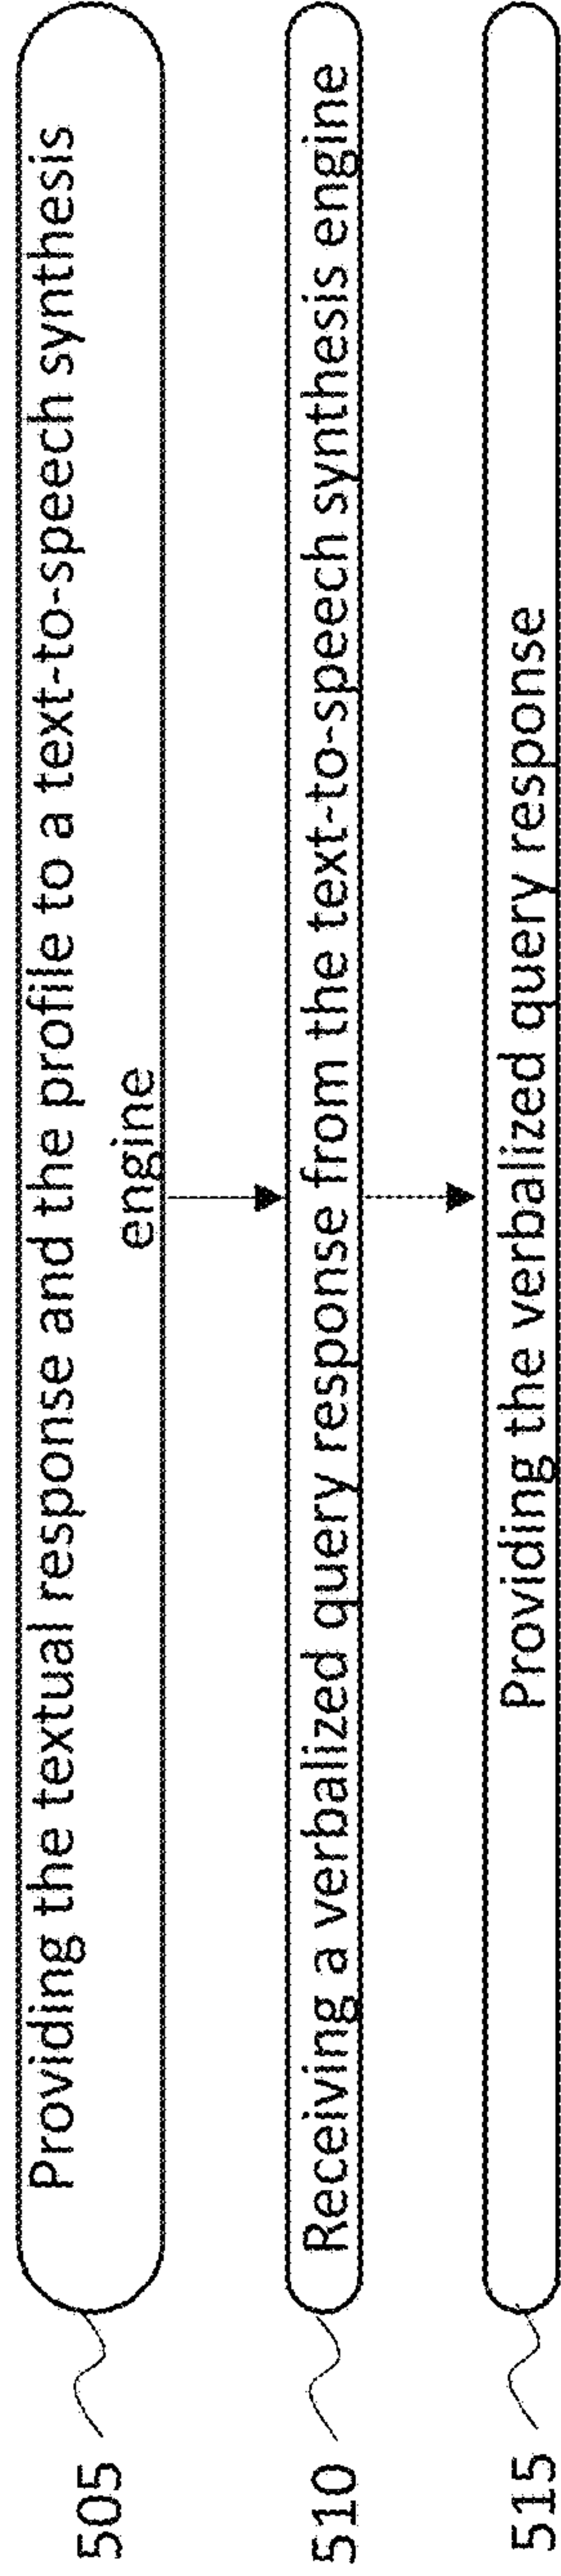 505
Providing the textual response and the profile to a text-to-speech synthesis
engine
510
Receiving a verbalized query response from the text-to-speech synthesis engine
515
Providing the verbalized query response